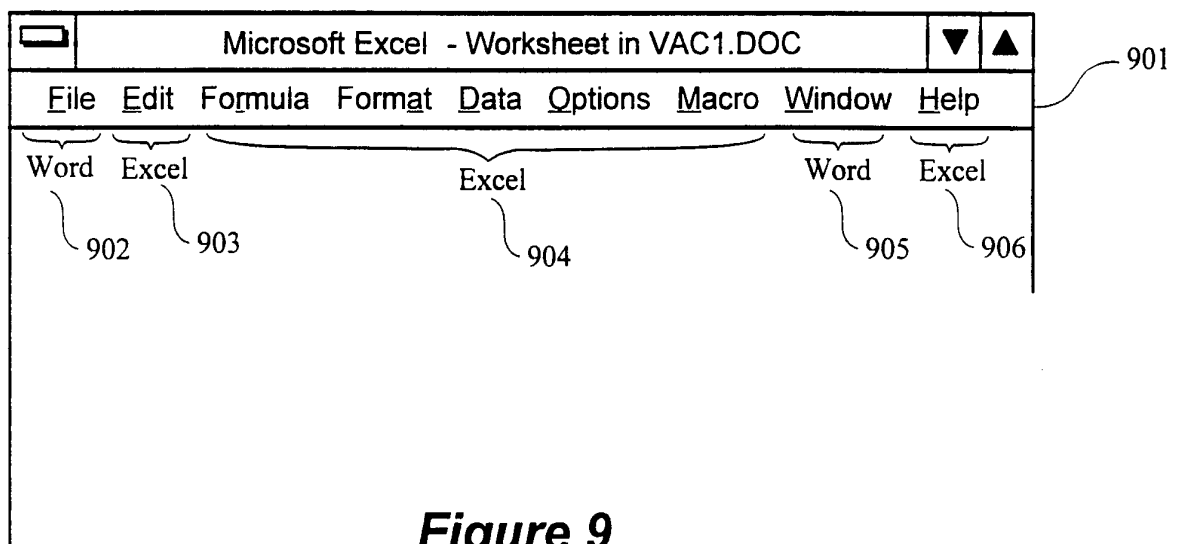 Microsoft Excel - Worksheet in VAC1.DOC
901
File Edit Formula Format Data Options Macro Window Help
Word Excel Excel Word Excel
902 903 904 905 906
Figure 9